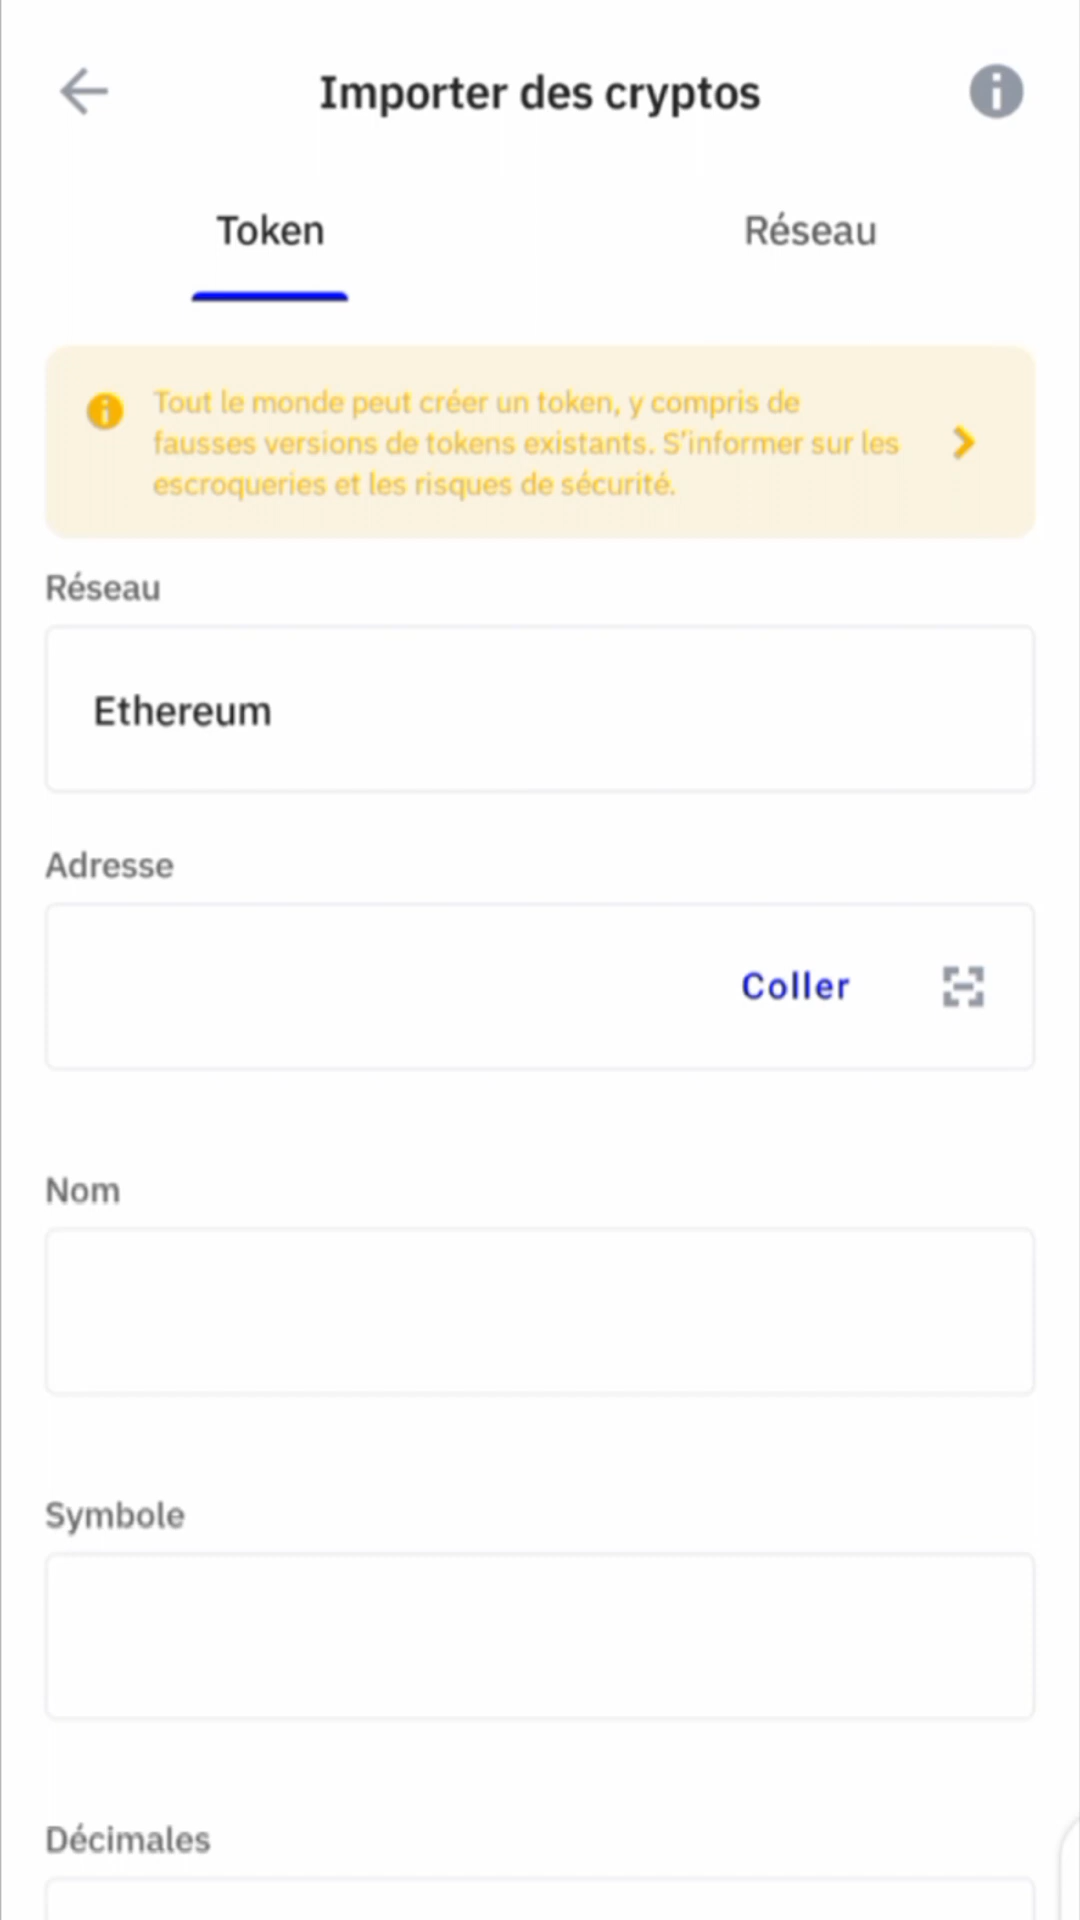 Importer des cryptos
Token
Réseau
Tout le monde peut créer un token, y compris de
fausses versions de tokens existants. S'informer sur les
escroqueries et les risques de sécurité.
Réseau
Ethereum
Adresse
Coller
Nom
Symbole
Décimales